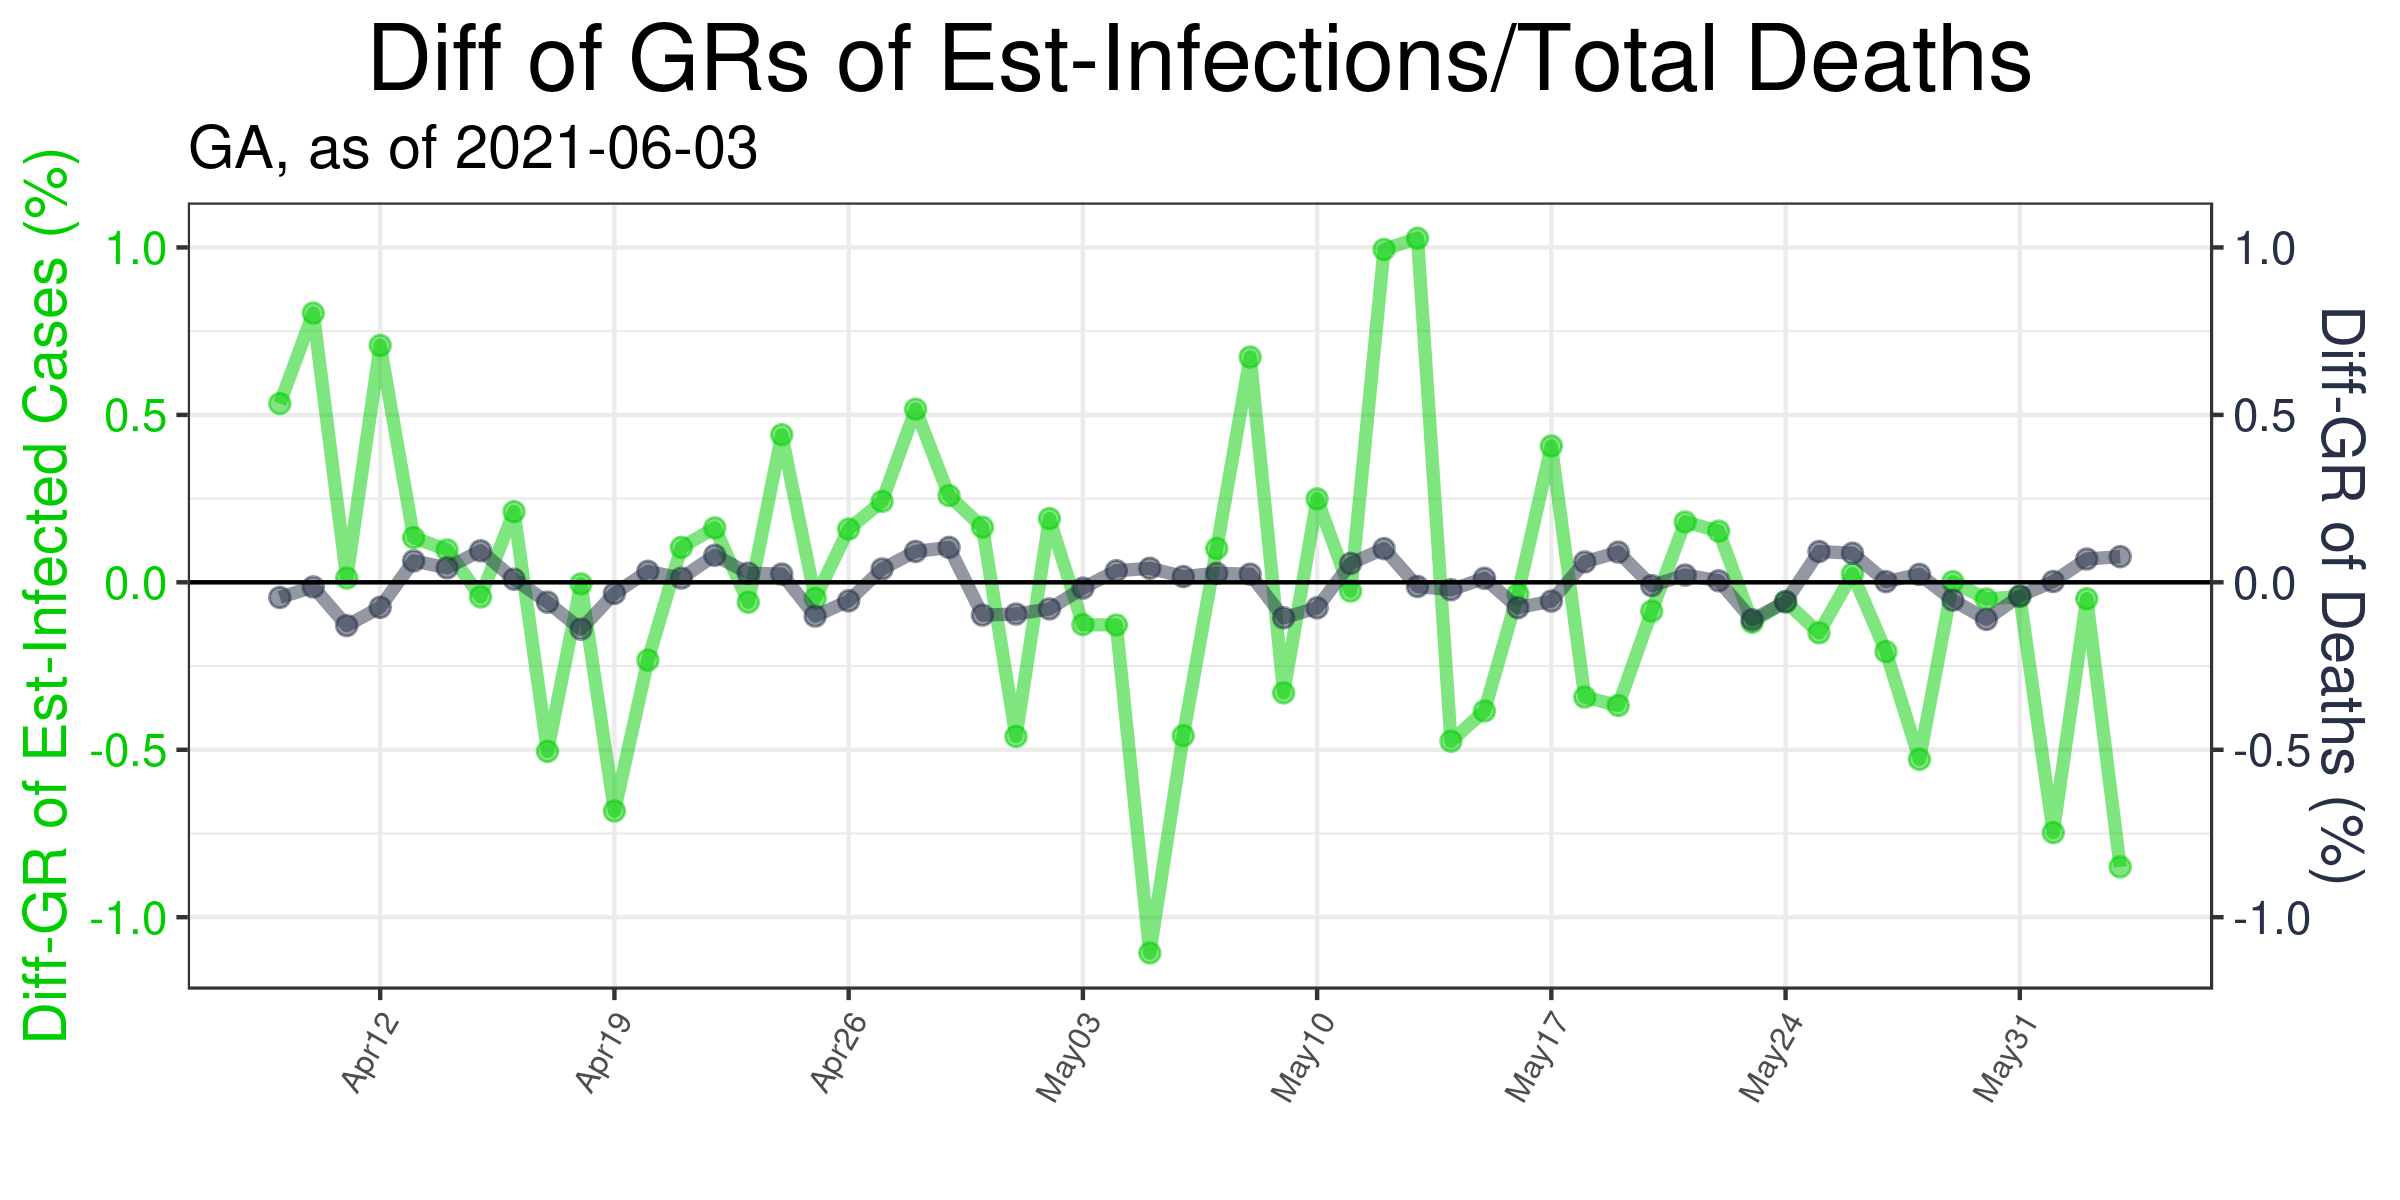 Diff of GRs of Est-Infections/Total Deaths
GA, as of 2021-06-03
Diff-GR of Est-Infected Cases (%)
1.0
0.5
0.0
-0.5
-1.0
1.0
0.5
0.0
-0.5
-1.0
Diff-GR of Deaths (%)
Apr12
Apr19
Apr26
May03
May10
May17
May24
May31